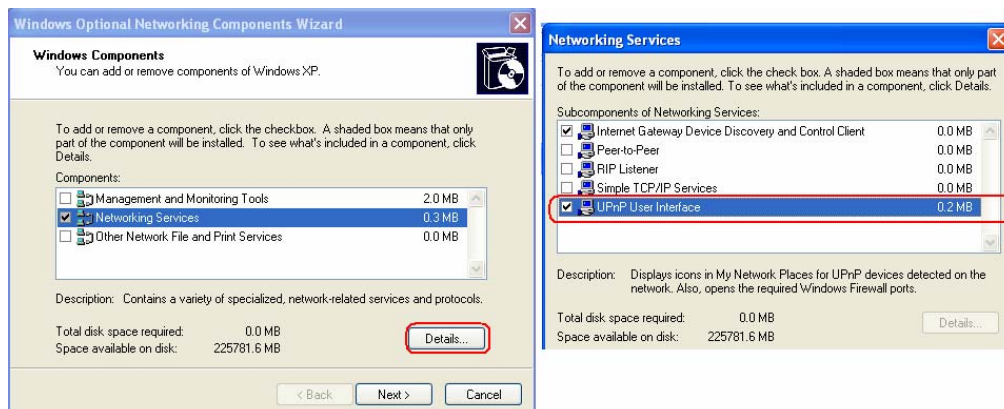 Windows Optional Networking Components Wizard
Windows Components
You can add or remove components of Windows XP.
To add or remove a component, click the checkbox. A shaded box means that only
part of the component will be installed. To see what's included in a component, click
Details.
Components:
Management and Monitoring Tools 2.0 MB
Networking Services 0.3 MB
Other Network File and Print Services 0.0 MB
Description: Contains a variety of specialized, network-related services and protocols.
Total disk space required: 0.0 MB
Space available on disk: 225781.6 MB
Details...
< Back
Next >
Cancel
Networking Services
To add or remove a component, click the check box. A shaded box means that only part
of the component will be installed. To see what's included in a component, click Details.
Subcomponents of Networking Services:
Internet Gateway Device Discovery and Control Client 0.0 MB
Peer-to-Peer 0.0 MB
RIP Listener 0.0 MB
Simple TCP/IP Services 0.0 MB
UPnP User Interface 0.2 MB
Description: Displays icons in My Network Places for UPnP devices detected on the
network. Also, opens the required Windows Firewall ports.
Total disk space required: 0.0 MB
Space available on disk: 225781.6 MB
Details...